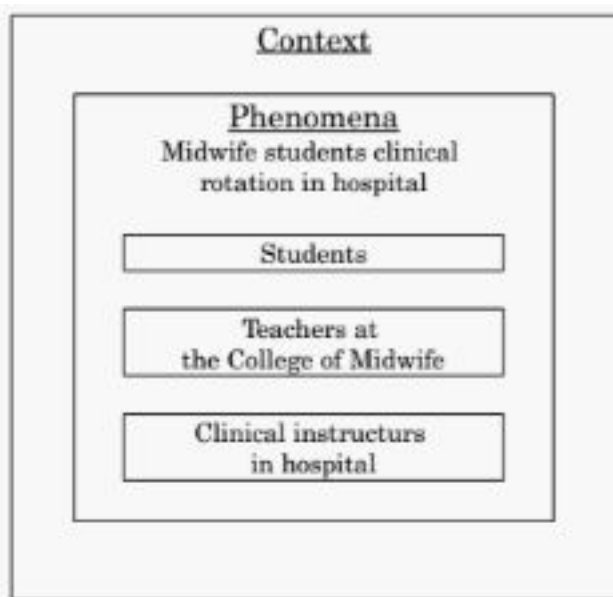 Context
Phenomena
Midwife students clinical
rotation in hospital
Students
Teachers at
the College of Midwife
Clinical instructurs
in hospital